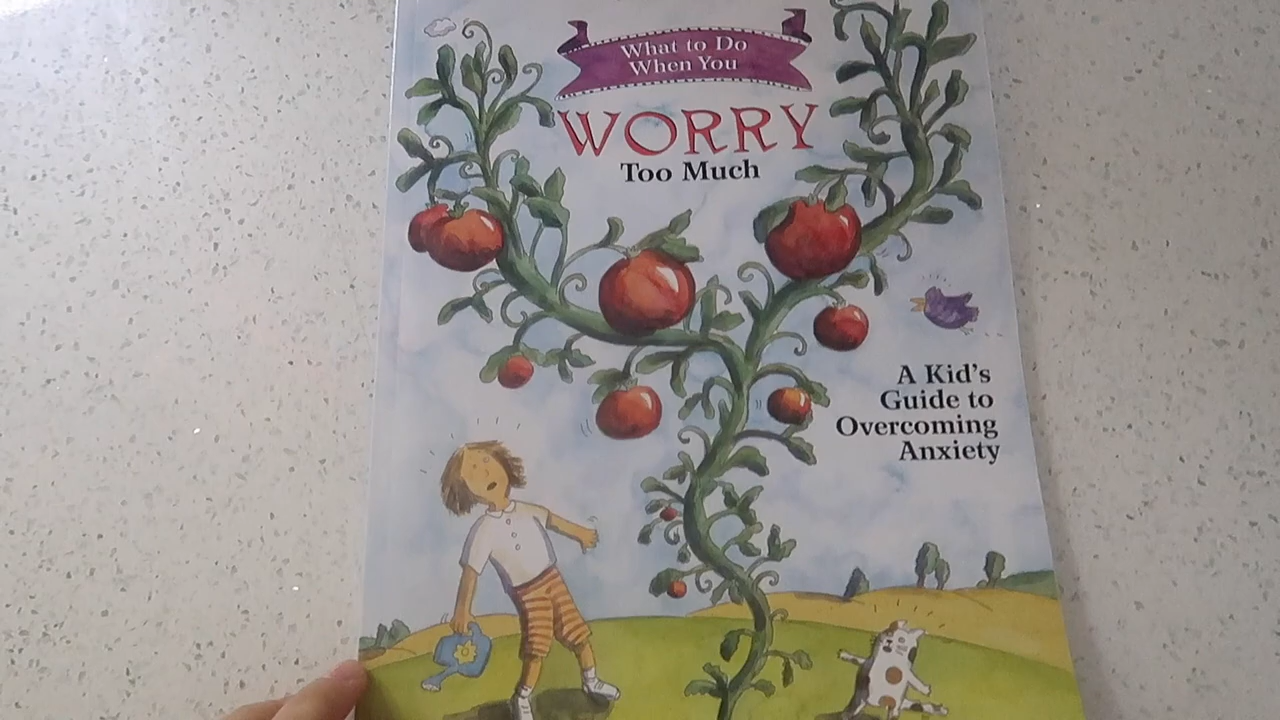 What to Do
When You
WORRY
Too Much
A Kid's
Guide to
Overcoming
Anxiety